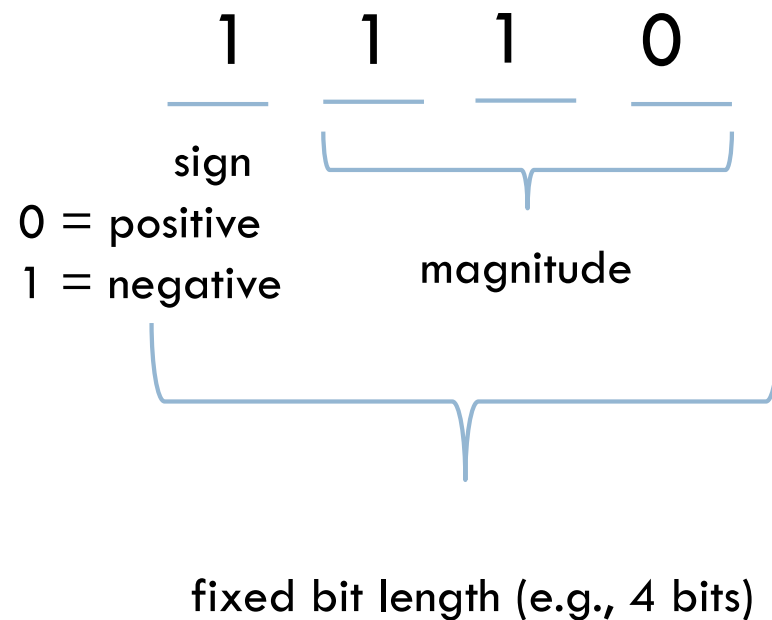 1 1 1 0
sign
0 = positive
1 = negative
magnitude
fixed bit length (e.g., 4 bits)